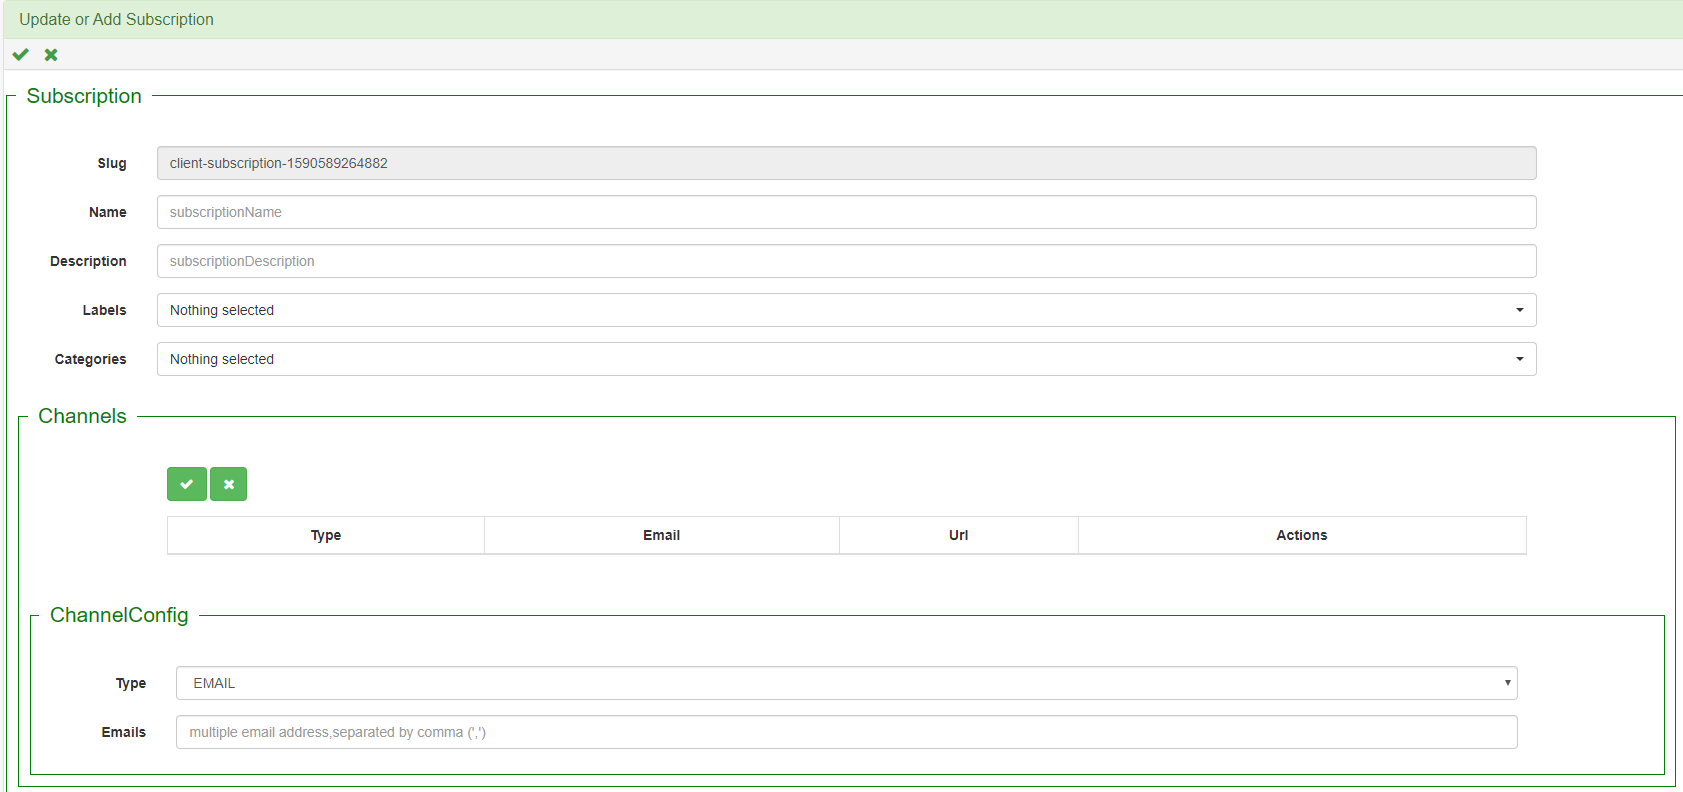 Update or Add Subscription
Subscription
Slug client-subscription-1590589264882
Name subscriptionName
Description subscriptionDescription
Labels Nothing selected
Categories Nothing selected
Channels
Type Email Url Actions
ChannelConfig
Type EMAIL
Emails multiple email address,separated by comma (',')